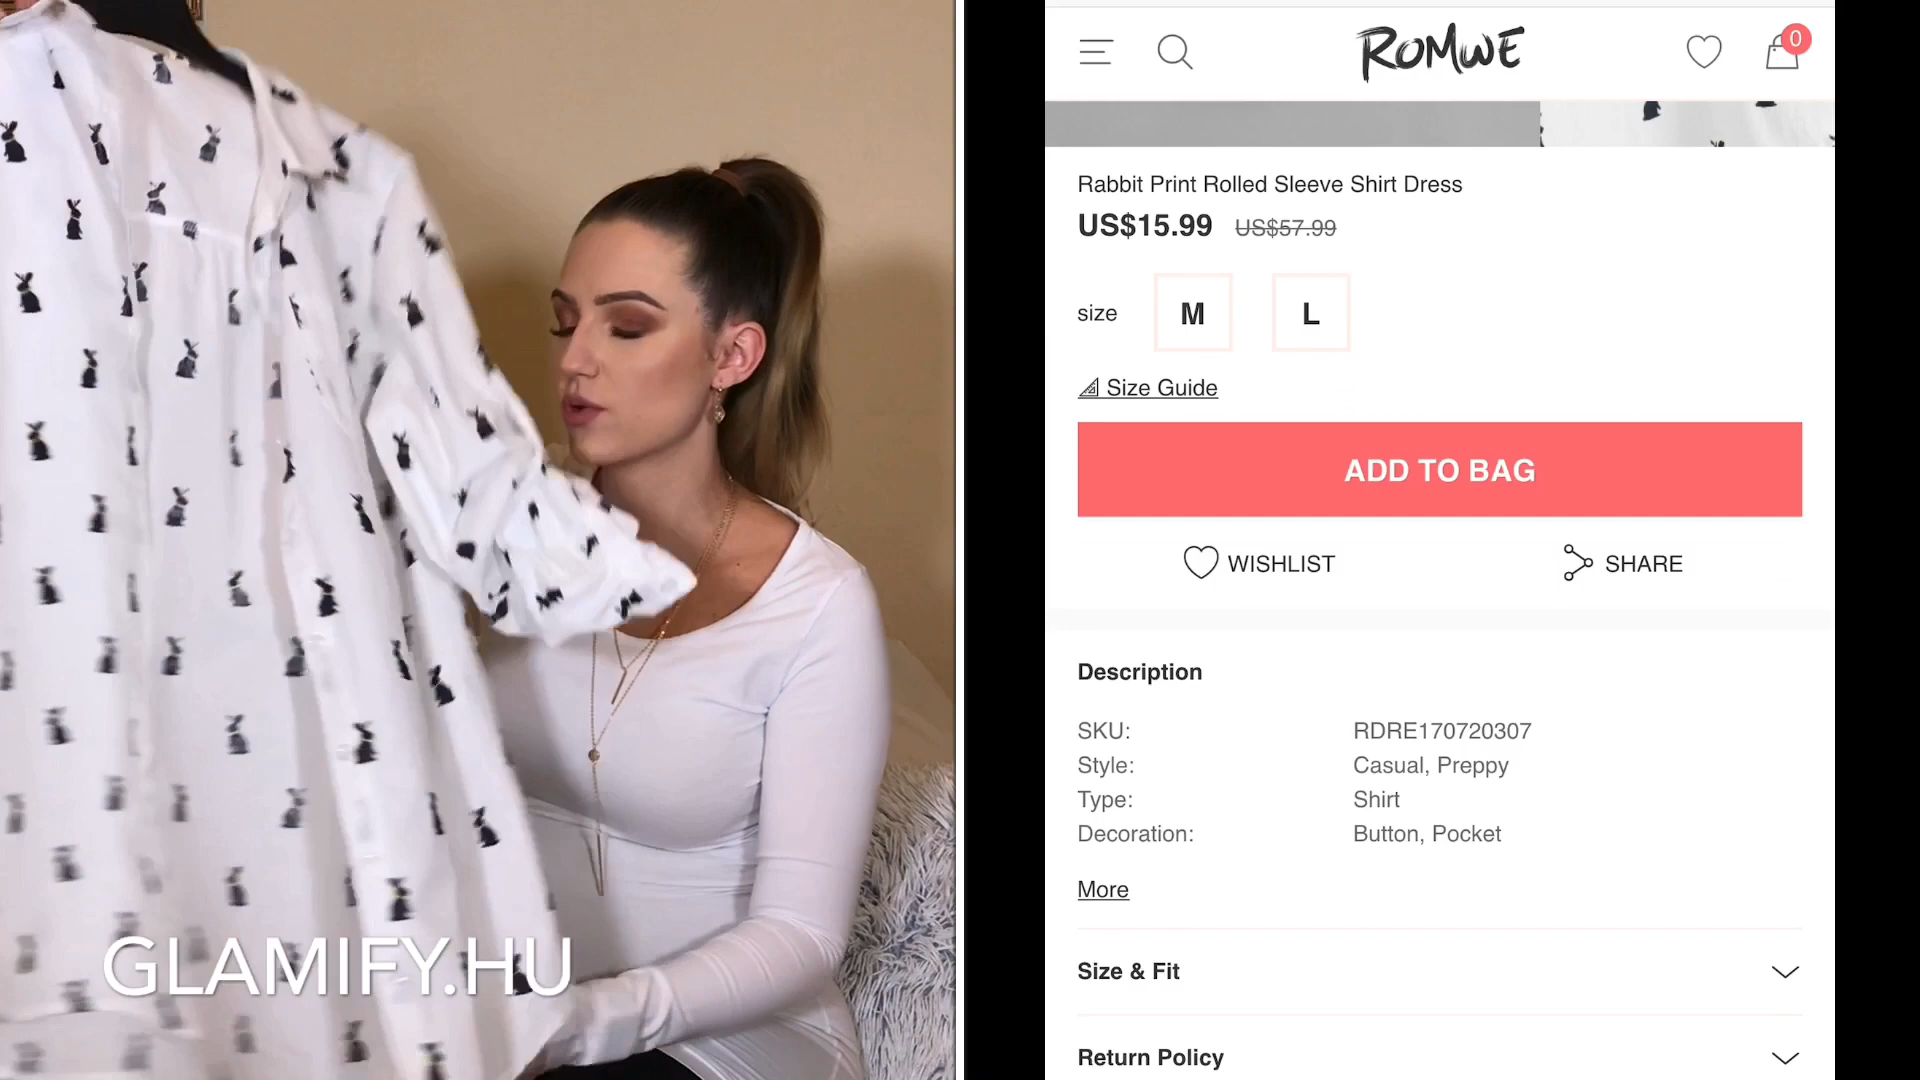 GLAMIFY.HU
ROMWE
0
Rabbit Print Rolled Sleeve Shirt Dress
US$15.99 US$57.99
size M L
Size Guide
ADD TO BAG
WISHLIST SHARE
Description
SKU: RDRE170720307
Style: Casual, Preppy
Type: Shirt
Decoration: Button, Pocket
More
Size & Fit
Return Policy